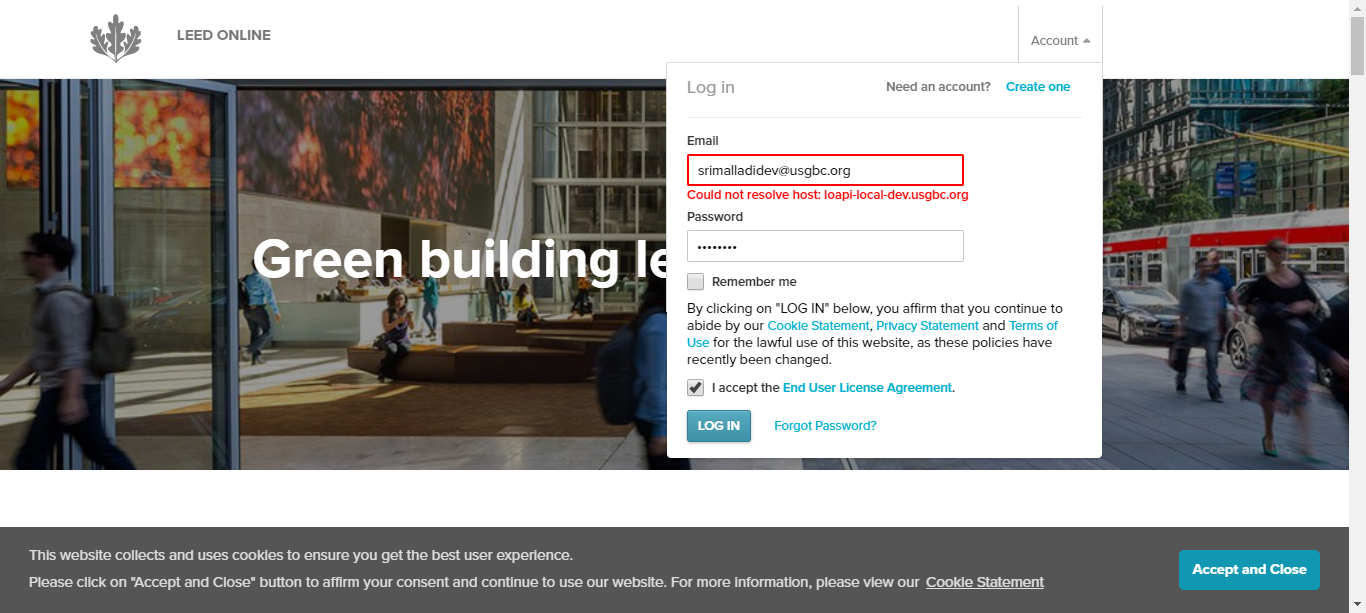 LEED ONLINE
Account
Log in
Need an account? Create one
Email
srimalladidev@usgbc.org
Could not resolve host: loapi-local-dev.usgbc.org
Password
••••••••
Green building le
Remember me
By clicking on "LOG IN" below, you affirm that you continue to
abide by our Cookie Statement, Privacy Statement and Terms of
Use for the lawful use of this website, as these policies have
recently been changed.
I accept the End User License Agreement.
LOG IN
Forgot Password?
This website collects and uses cookies to ensure you get the best user experience.
Please click on "Accept and Close" button to affirm your consent and continue to use our website. For more information, please view our Cookie Statement
Accept and Close